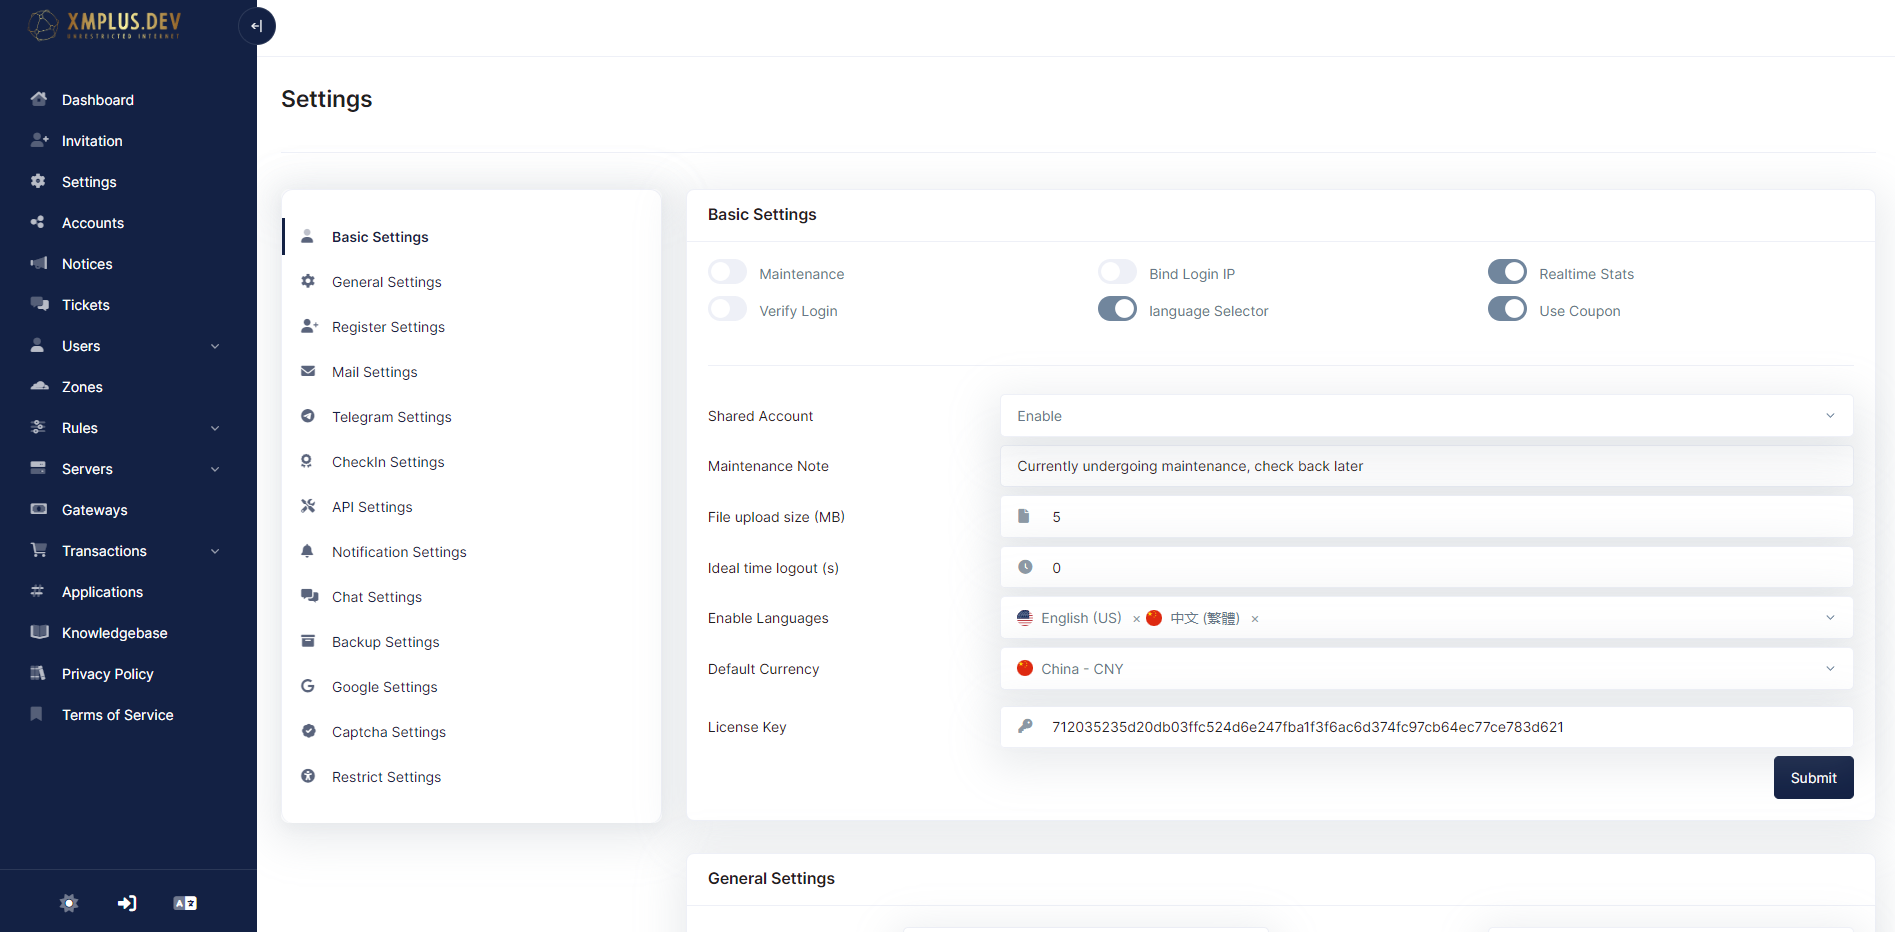 XMPLUS.DEV
UNRESTRICTED INTERNET
Dashboard
Invitation
Settings
Accounts
Notices
Tickets
Users
Zones
Rules
Servers
Gateways
Transactions
Applications
Knowledgebase
Privacy Policy
Terms of Service
Settings
Basic Settings
General Settings
Register Settings
Mail Settings
Telegram Settings
CheckIn Settings
API Settings
Notification Settings
Chat Settings
Backup Settings
Google Settings
Captcha Settings
Restrict Settings
Basic Settings
Maintenance Bind Login IP Realtime Stats
Verify Login language Selector Use Coupon
Shared Account Enable
Maintenance Note Currently undergoing maintenance, check back later
File upload size (MB) 5
Ideal time logout (s) 0
Enable Languages English (US) × 中文 (繁體) ×
Default Currency China - CNY
License Key 712035235d20db03ffc524d6e247fba1f3f6ac6d374fc97cb64ec77ce783d621
Submit
General Settings